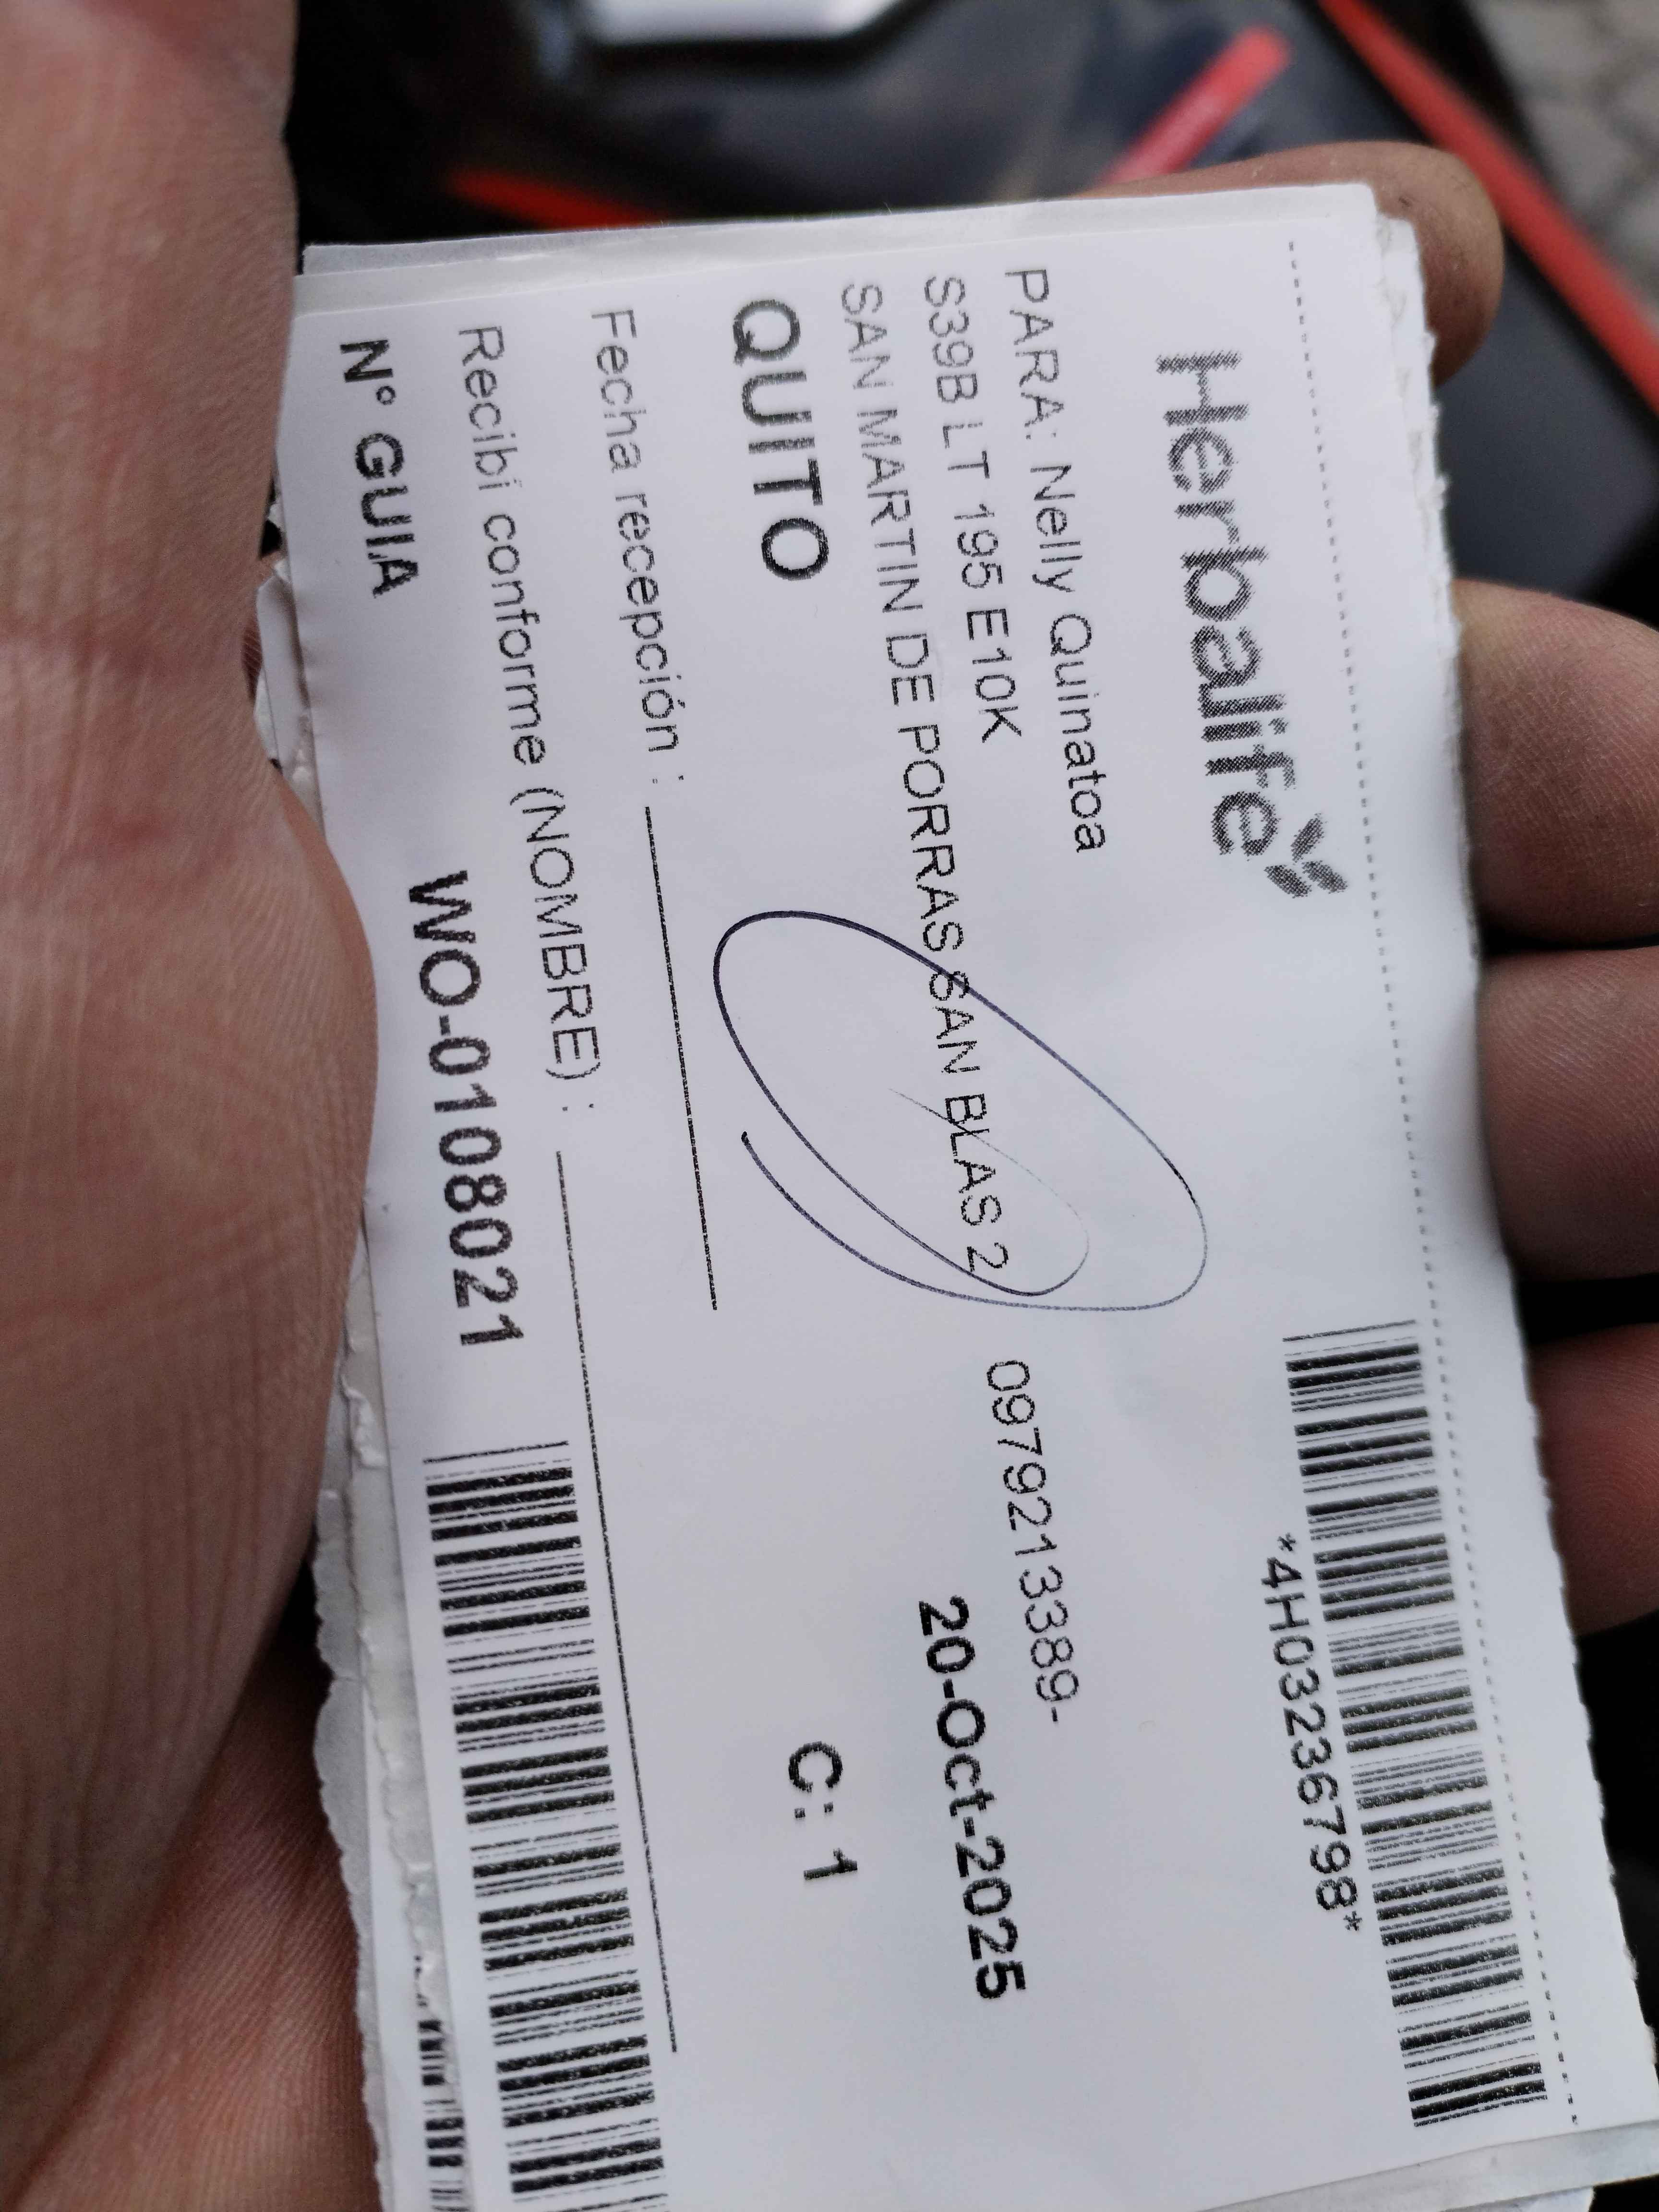 Herbalife
*4H03236798*
PARA: Nelly Quinatoa
0979213389-
S39B LT 195 E10K
20-Oct-2025
SAN MARTIN DE PORRAS SAN BLAS 2
QUITO
C: 1
Fecha recepción :
Recibi conforme (NOMBRE) :
N° GUIA WO-0108021